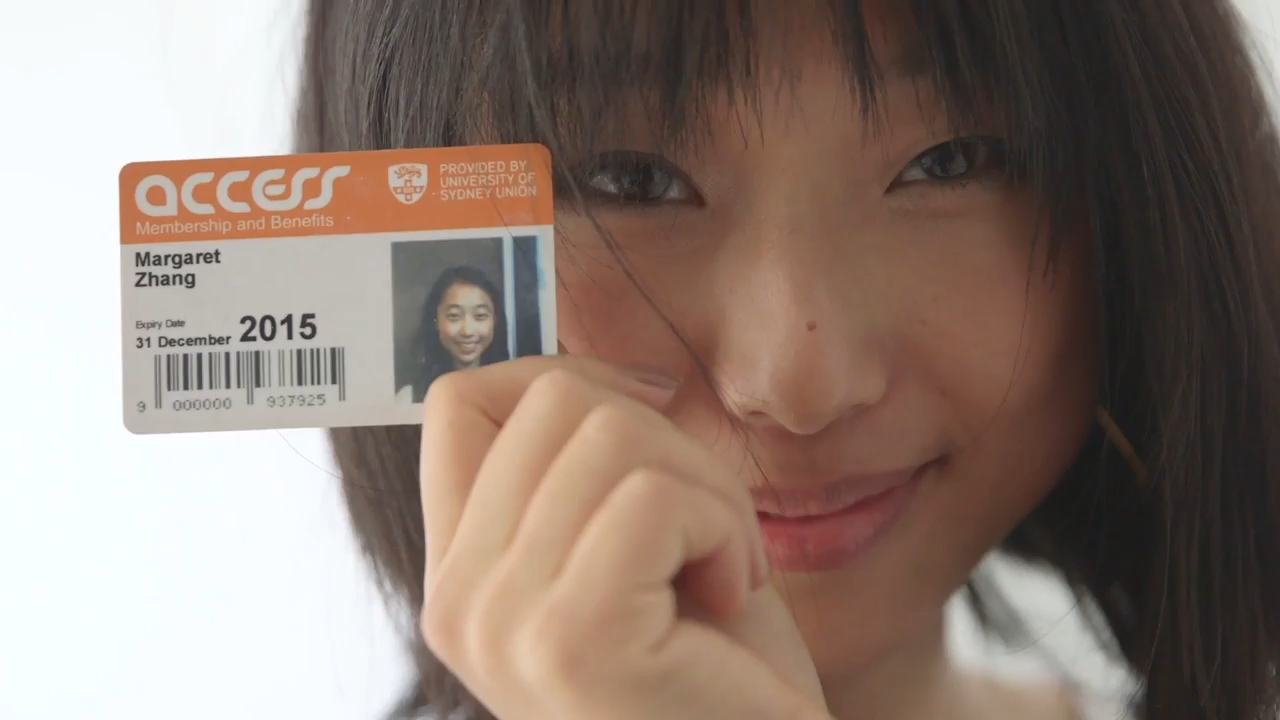 access
Membership and Benefits
PROVIDED BY
UNIVERSITY OF
SYDNEY UNION
Margaret
Zhang
Expiry Date
31 December 2015
9 000000 937925